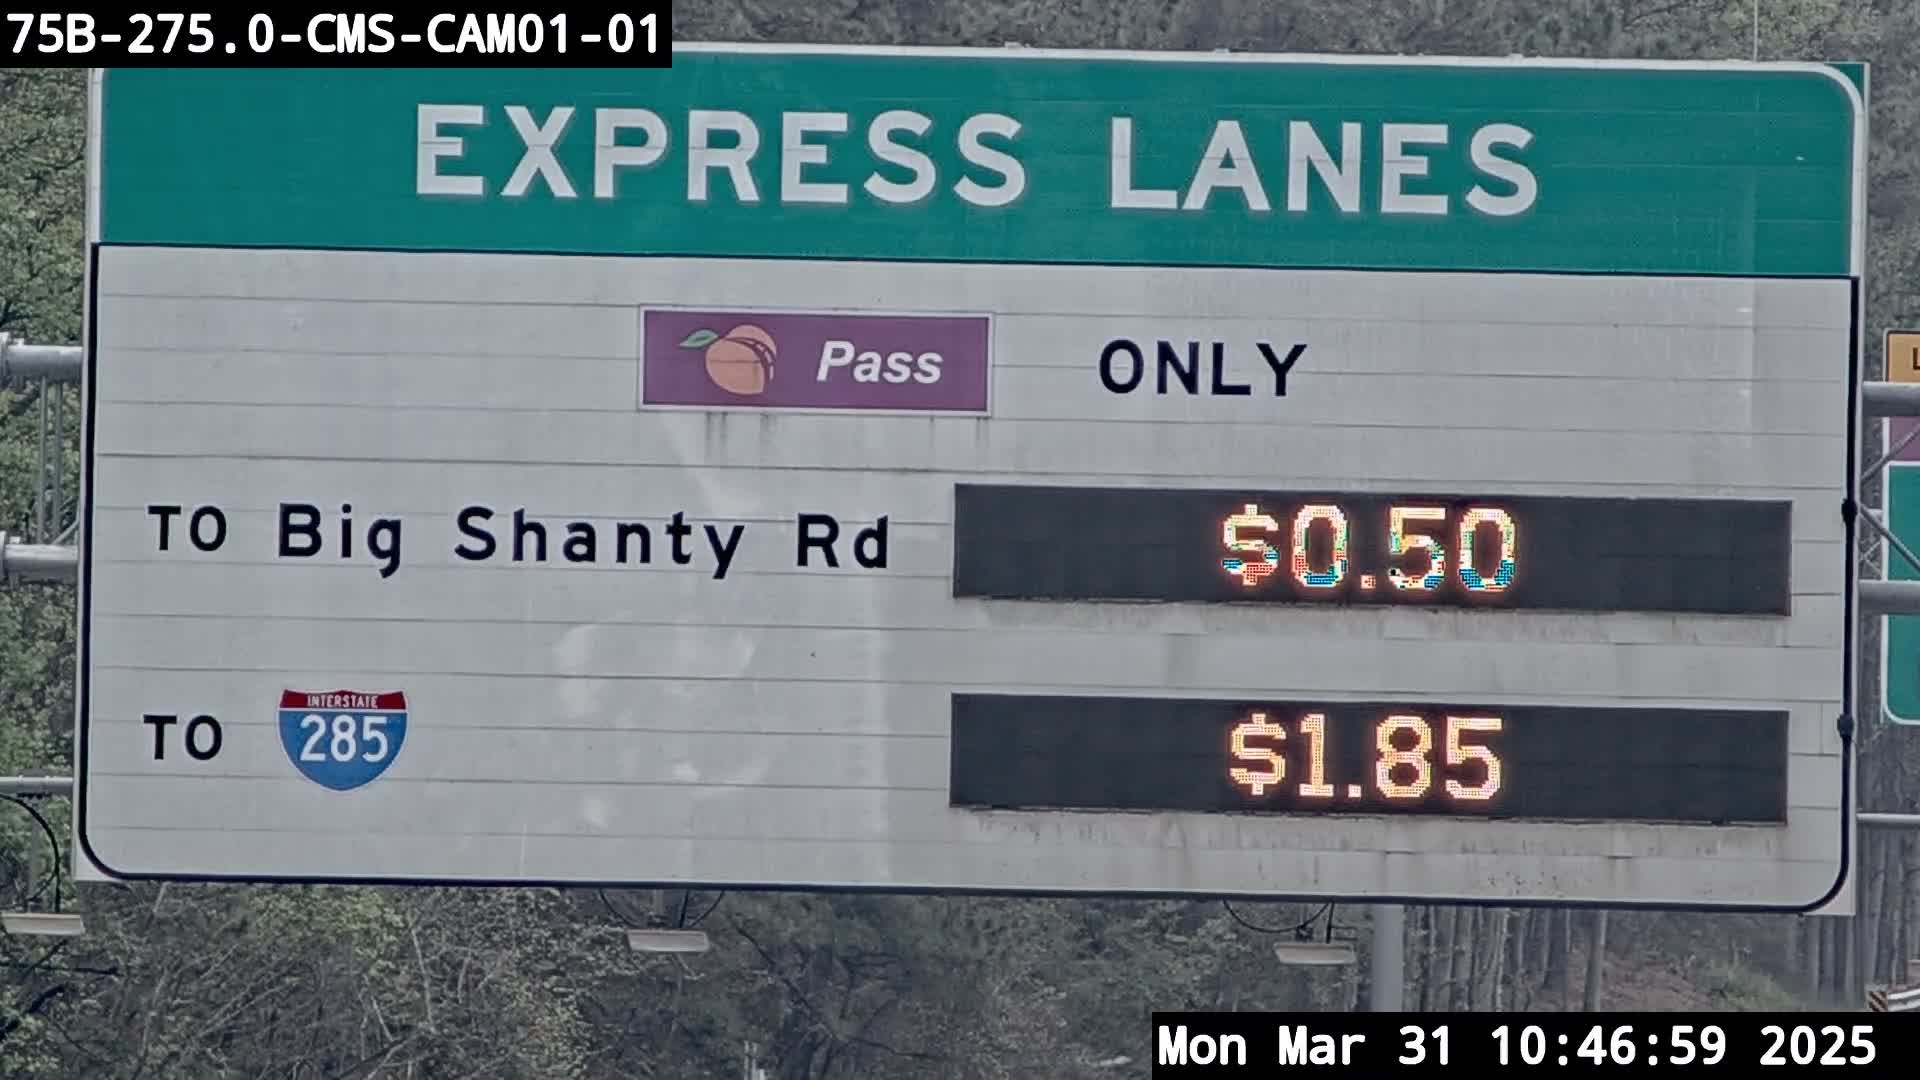 75B-275.0-CMS-CAM01-01
EXPRESS LANES
Pass ONLY
TO Big Shanty Rd $0.50
TO INTERSTATE 285 $1.85
Mon Mar 31 10:46:59 2025